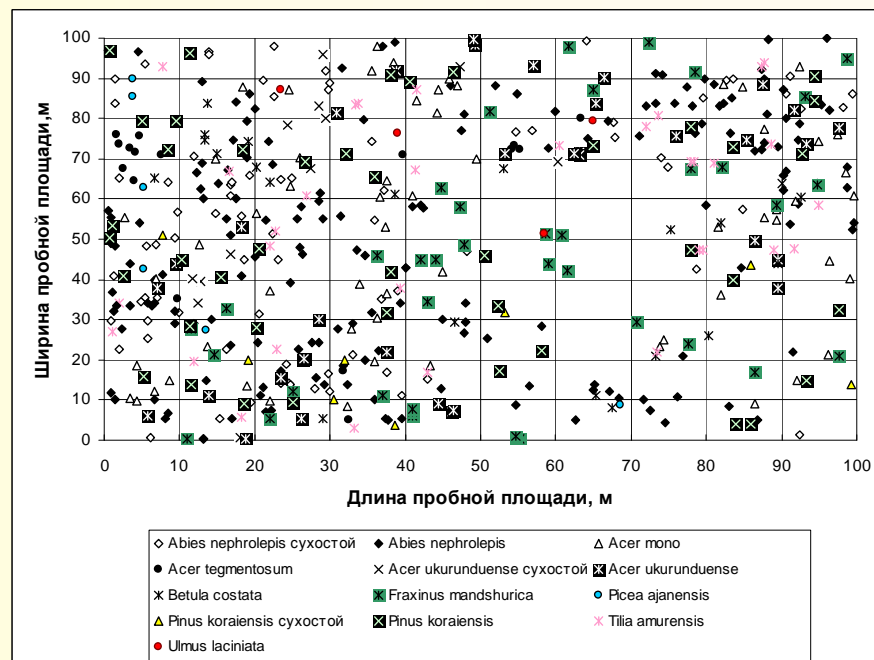 Ширина пробной площади,м
100
90
80
70
60
50
40
30
20
10
0
0 10 20 30 40 50 60 70 80 90 100
Длина пробной площади, м
Abies nephrolepis сухостой Abies nephrolepis Acer mono
Acer tegmentosum Acer ukurunduense сухостой Acer ukurunduense
Betula costata Fraxinus mandshurica Picea ajanensis
Pinus koraiensis сухостой Pinus koraiensis Tilia amurensis
Ulmus laciniata